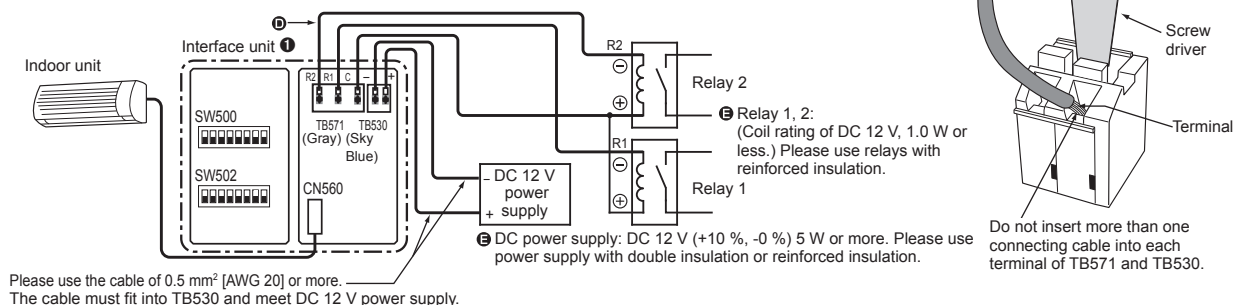 D
Interface unit 1
Indoor unit
R2 R1 C – +
SW500
TB571 TB530
(Gray) (Sky
Blue)
SW502
CN560
R2
⊖
⊕
Relay 2
E Relay 1, 2:
(Coil rating of DC 12 V, 1.0 W or
less.) Please use relays with
reinforced insulation.
R1
⊖
⊕
Relay 1
– DC 12 V
power
+ supply
E DC power supply: DC 12 V (+10 %, -0 %) 5 W or more. Please use
power supply with double insulation or reinforced insulation.
Please use the cable of 0.5 mm² [AWG 20] or more.
The cable must fit into TB530 and meet DC 12 V power supply.
Screw
driver
Terminal
Do not insert more than one
connecting cable into each
terminal of TB571 and TB530.